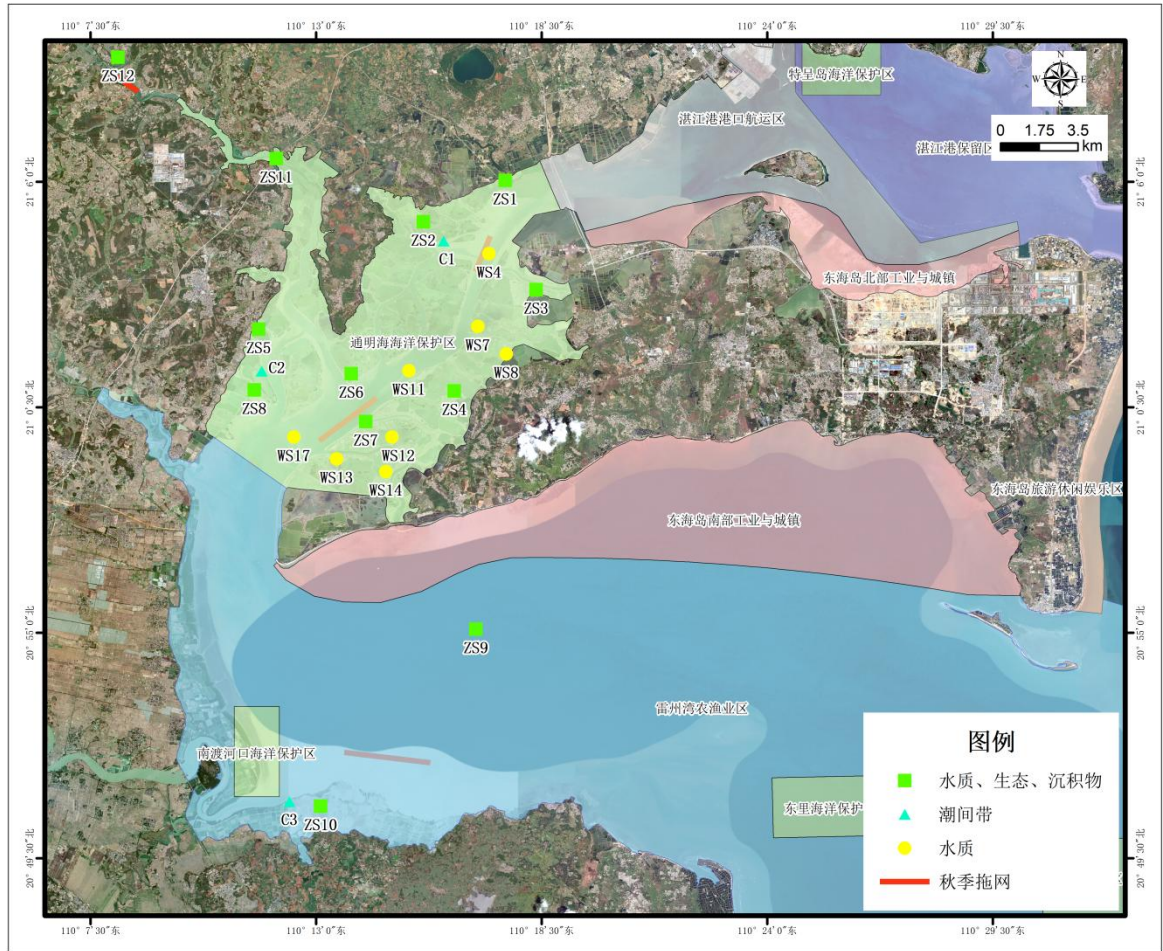 110° 7′30″东
110° 13′0″东
110° 18′30″东
110° 24′0″东
110° 29′30″东
ZS12
特呈岛海洋保护区
N
W
E
S
湛江港港口航运区
湛江港保留区
0 1.75 3.5
km
21° 6′0″北
21° 6′0″北
ZS11
ZS1
ZS2
C1
WS4
东海岛北部工业与城镇
ZS3
ZS5
WS7
通明海海洋保护区
WS8
C2
WS11
ZS6
ZS8
ZS4
21° 0′30″北
21° 0′30″北
ZS7
WS17
WS12
WS13
WS14
东海岛旅游休闲娱乐区
东海岛南部工业与城镇
20° 55′0″北
20° 55′0″北
ZS9
雷州湾农渔业区
南渡河口海洋保护区
图例
水质、生态、沉积物
潮间带
水质
秋季拖网
东里海洋保护
C3
ZS10
20° 49′30″北
20° 49′30″北
110° 7′30″东
110° 13′0″东
110° 18′30″东
110° 24′0″东
110° 29′30″东